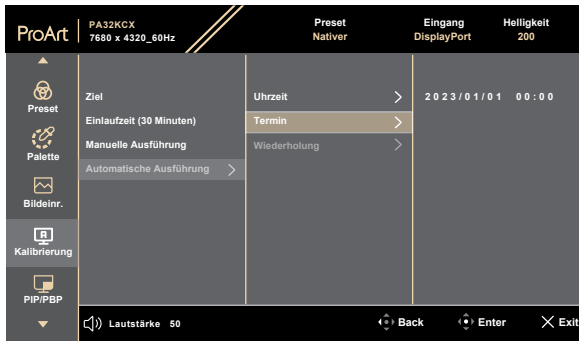 ProArt
PA32KCX
7680 x 4320_60Hz
Preset
Nativer
Eingang
DisplayPort
Helligkeit
200
Preset
Palette
Bildeinr.
Kalibrierung
PIP/PBP
Ziel
Einlaufzeit (30 Minuten)
Manuelle Ausführung
Automatische Ausführung
Uhrzeit
Termin
Wiederholung
2023/01/01 00:00
Lautstärke 50
Back
Enter
Exit